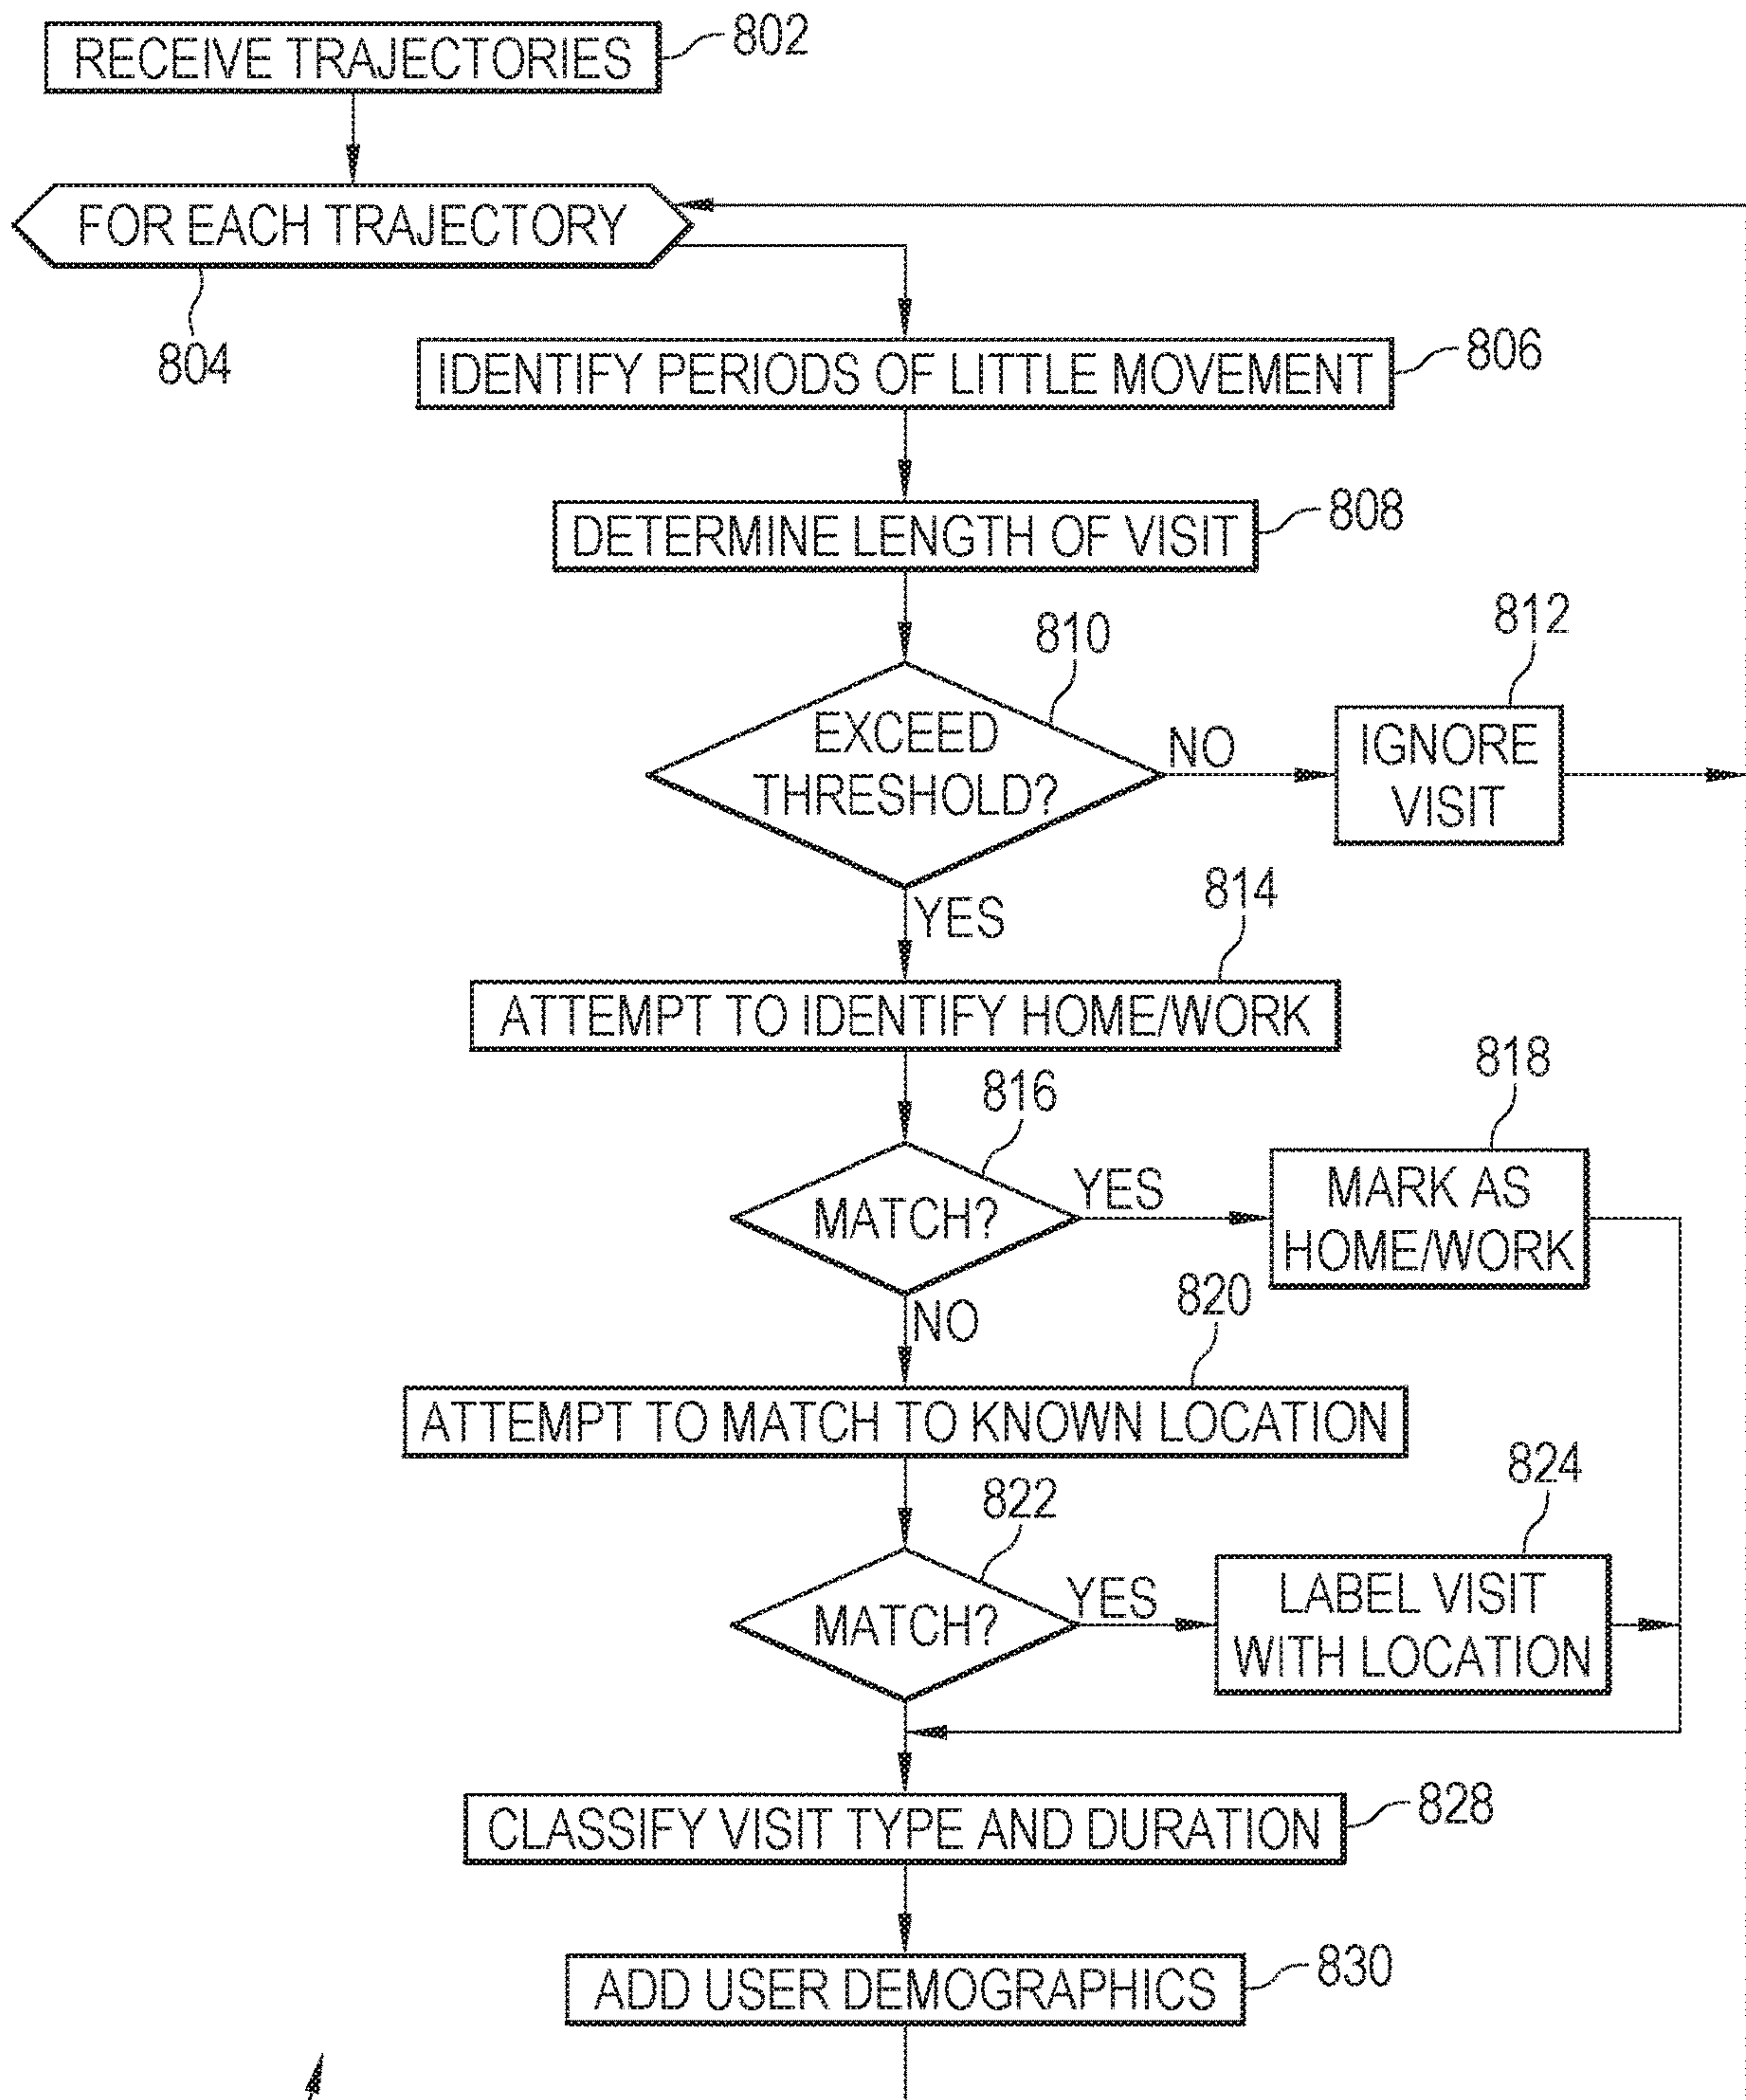 RECEIVE TRAJECTORIES
802
FOR EACH TRAJECTORY
804
IDENTIFY PERIODS OF LITTLE MOVEMENT
806
DETERMINE LENGTH OF VISIT
808
810
812
EXCEED
THRESHOLD?
NO
IGNORE
VISIT
YES
814
ATTEMPT TO IDENTIFY HOME/WORK
816
818
MATCH?
YES
MARK AS
HOME/WORK
NO
820
ATTEMPT TO MATCH TO KNOWN LOCATION
822
824
MATCH?
YES
LABEL VISIT
WITH LOCATION
CLASSIFY VISIT TYPE AND DURATION
828
ADD USER DEMOGRAPHICS
830